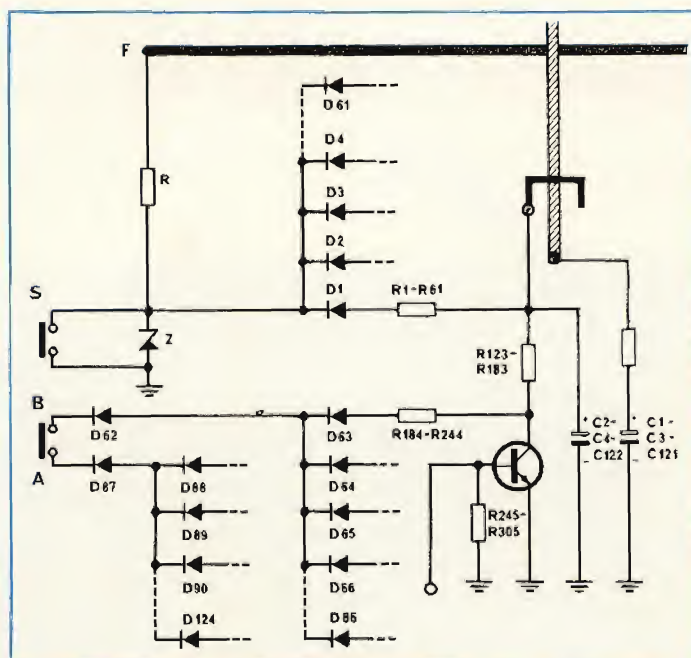 F
D61
D4
R
D3
D2
S
D1
R1-R61
Z
R123-
R183
B
D62
D63
R184-R244
C2-
C4-
C122
C1-
C3-
C121
A
D87
D88
D64
D89
D65
R245-
R305
D90
D66
D124
D86